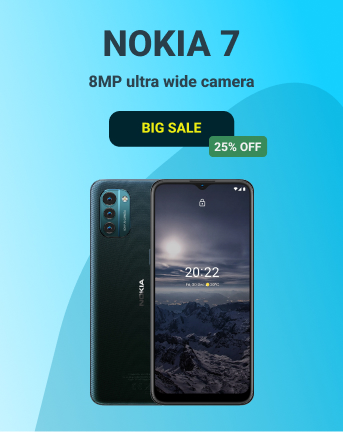 NOKIA 7
8MP ultra wide camera
BIG SALE
25% OFF
NOKIA
20:22